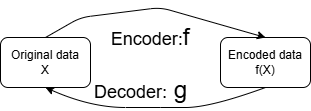 Encoder:f
Original data
X
Encoded data
f(X)
Decoder: g